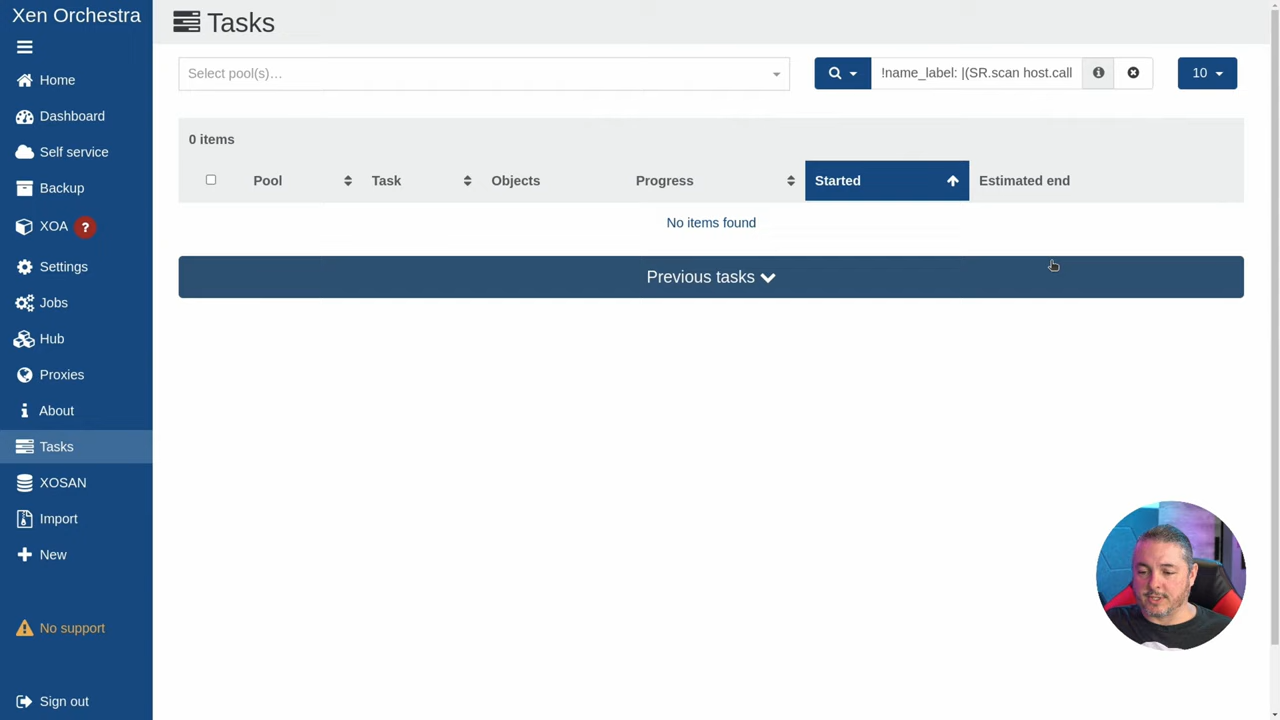 Xen Orchestra
Home
Dashboard
Self service
Backup
XOA ?
Settings
Jobs
Hub
Proxies
About
Tasks
XOSAN
Import
New
No support
Sign out
Tasks
Select pool(s)…
!name_label: |(SR.scan host.call
10
0 items
Pool Task Objects Progress Started Estimated end
No items found
Previous tasks